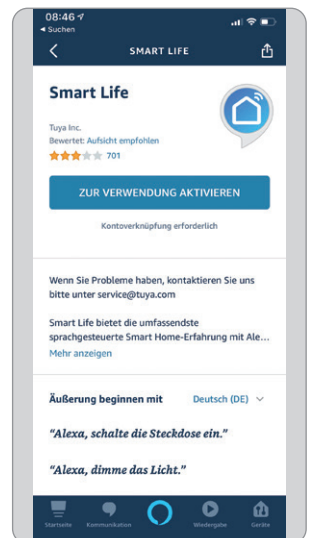 08:46
Suchen
SMART LIFE
Smart Life
Tuya Inc.
Bewertet: Aufsicht empfohlen
701
ZUR VERWENDUNG AKTIVIEREN
Kontoverknüpfung erforderlich
Wenn Sie Probleme haben, kontaktieren Sie uns
bitte unter service@tuya.com
Smart Life bietet die umfassendste
sprachgesteuerte Smart Home-Erfahrung mit Ale...
Mehr anzeigen
Äußerung beginnen mit Deutsch (DE)
“Alexa, schalte die Steckdose ein.”
“Alexa, dimme das Licht.”
Startseite Kommunikation Wiedergabe Geräte